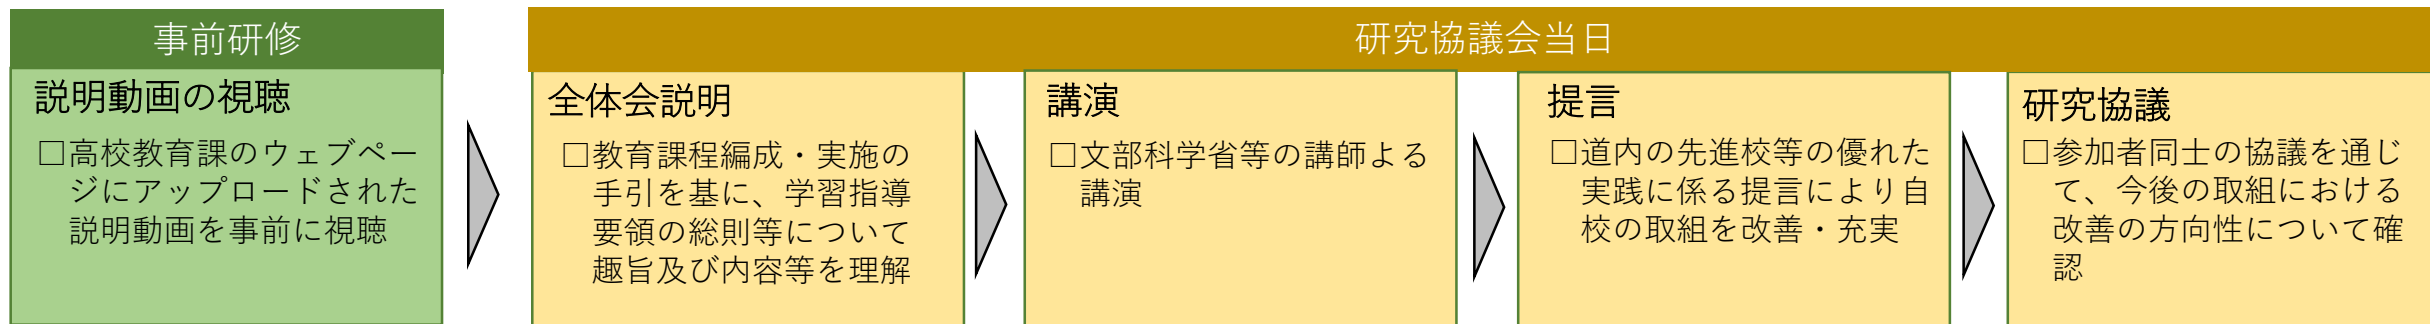 事前研修
説明動画の視聴
□高校教育課のウェブペー
ジにアップロードされた
説明動画を事前に視聴
研究協議会当日
全体会説明
□教育課程編成・実施の
手引を基に、学習指導
要領の総則等について
趣旨及び内容等を理解
講演
□文部科学省等の講師よる
講演
提言
□道内の先進校等の優れた
実践に係る提言により自
校の取組を改善・充実
研究協議
□参加者同士の協議を通じ
て、今後の取組における
改善の方向性について確
認